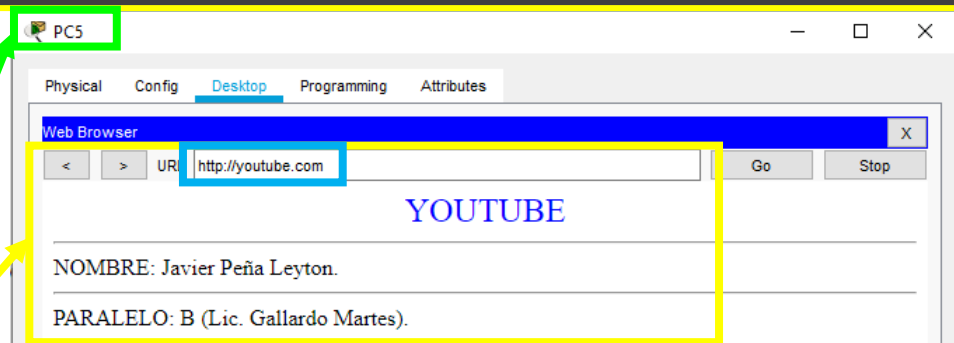 PC5
Physical Config Desktop Programming Attributes
Web Browser X
< > URL http://youtube.com Go Stop
YOUTUBE
NOMBRE: Javier Peña Leyton.
PARALELO: B (Lic. Gallardo Martes).